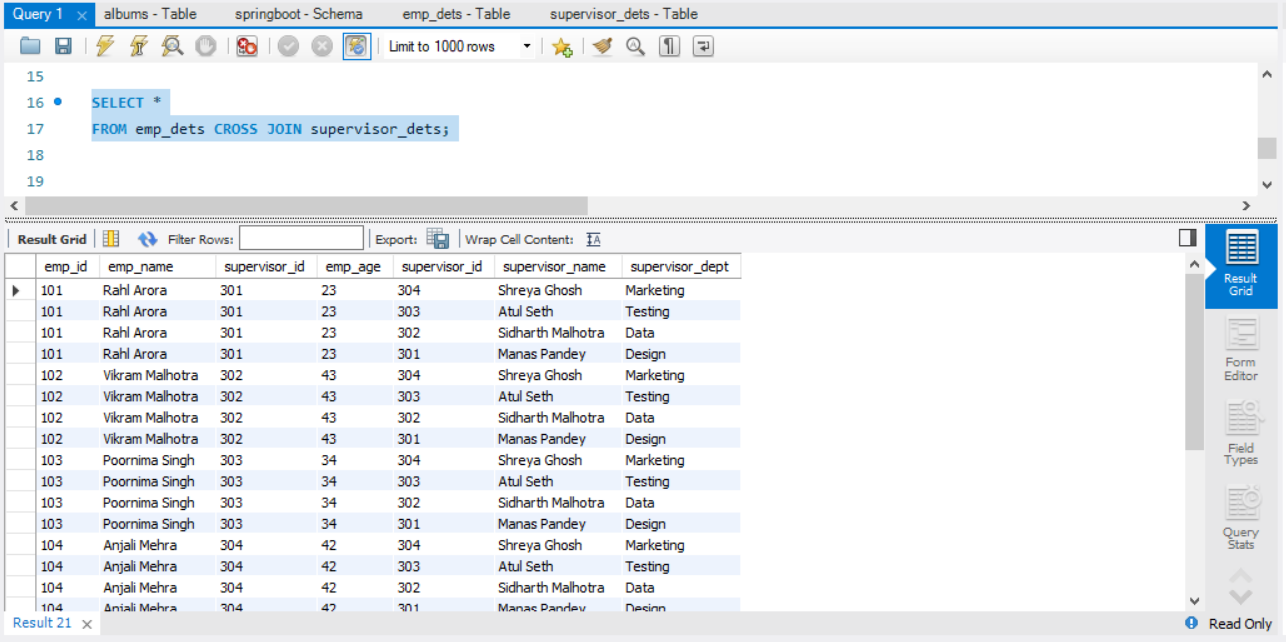 Query 1 albums - Table springboot - Schema emp_dets - Table supervisor_dets - Table
Limit to 1000 rows
15
16 SELECT *
17 FROM emp_dets CROSS JOIN supervisor_dets;
18
19
Result Grid Filter Rows: Export: Wrap Cell Content:
emp_id emp_name supervisor_id emp_age supervisor_id supervisor_name supervisor_dept
101 Rahl Arora 301 23 304 Shreya Ghosh Marketing
101 Rahl Arora 301 23 303 Atul Seth Testing
101 Rahl Arora 301 23 302 Sidharth Malhotra Data
101 Rahl Arora 301 23 301 Manas Pandey Design
102 Vikram Malhotra 302 43 304 Shreya Ghosh Marketing
102 Vikram Malhotra 302 43 303 Atul Seth Testing
102 Vikram Malhotra 302 43 302 Sidharth Malhotra Data
102 Vikram Malhotra 302 43 301 Manas Pandey Design
103 Poornima Singh 303 34 304 Shreya Ghosh Marketing
103 Poornima Singh 303 34 303 Atul Seth Testing
103 Poornima Singh 303 34 302 Sidharth Malhotra Data
103 Poornima Singh 303 34 301 Manas Pandey Design
104 Anjali Mehra 304 42 304 Shreya Ghosh Marketing
104 Anjali Mehra 304 42 303 Atul Seth Testing
104 Anjali Mehra 304 42 302 Sidharth Malhotra Data
104 Anjali Mehra 304 42 301 Manas Pandey Design
Result
Grid
Form
Editor
Field
Types
Query
Stats
Result 21 Read Only